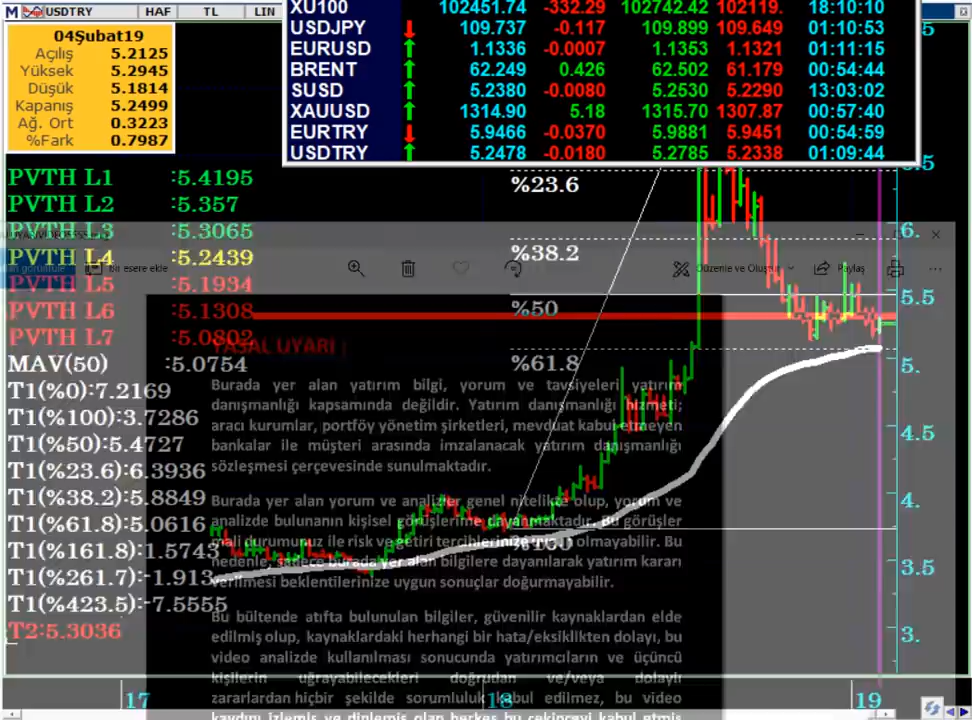 USDTRY HAF TL LIN
XU100 102451.74 -332.29 102742.42 102119. 18:10:10
USDJPY 109.737 -0.117 109.899 109.649 01:10:53
EURUSD 1.1336 -0.0007 1.1353 1.1321 01:11:15
BRENT 62.249 0.426 62.502 61.179 00:54:44
SUSD 5.2380 -0.0080 5.2530 5.2290 13:03:02
XAUUSD 1314.90 5.18 1315.70 1307.87 00:57:40
EURTRY 5.9466 -0.0370 5.9881 5.9451 00:54:59
USDTRY 5.2478 -0.0180 5.2785 5.2338 01:09:44
04Şubat19
Açılış 5.2125
Yüksek 5.2945
Düşük 5.1814
Kapanış 5.2499
Ağ. Ort 0.3223
%Fark 0.7987
PVTH L1 :5.4195
PVTH L2 :5.357
PVTH L3 :5.3065
PVTH L4 :5.2439
PVTH L5 :5.1934
PVTH L6 :5.1308
PVTH L7 :5.0802
MAV(50) :5.0754
T1(%0):7.2169
T1(%100):3.7286
T1(%50):5.4727
T1(%23.6):6.3936
T1(%38.2):5.8849
T1(%61.8):5.0616
T1(%161.8):1.5743
T1(%261.7):-1.913
T1(%423.5):-7.5555
T2:5.3036
%23.6
%38.2
%50
%61.8
bir esere ekle
Düzenle ve Oluştur
Paylaş
YASAL UYARI
Burada yer alan yatırım bilgi, yorum ve tavsiyeleri yatırım
danışmanlığı kapsamında değildir. Yatırım danışmanlığı hizmeti;
aracı kurumlar, portföy yönetim şirketleri, mevduat kabul etmeyen
bankalar ile müşteri arasında imzalanacak yatırım danışmanlığı
sözleşmesi çerçevesinde sunulmaktadır.
Burada yer alan yorum ve analizler genel nitelikte olup, yorum ve
analizde bulunanın kişisel görüşlerine dayanmaktadır. Bu görüşler
mali durumunuz ile risk ve getiri tercihlerinize uygun olmayabilir. Bu
nedenle, sadece burada yer alan bilgilere dayanılarak yatırım kararı
verilmesi beklentilerinize uygun sonuçlar doğurmayabilir.
Bu bültende atıfta bulunulan bilgiler, güvenilir kaynaklardan elde
edilmiş olup, kaynaklardaki herhangi bir hata/eksiklikten dolayı, bu
video analizde kullanılması sonucunda yatırımcıların ve üçüncü
kişilerin uğrayabilecekleri doğrudan ve/veya dolaylı
zararlardan hiçbir şekilde sorumluluk kabul edilmez, bu video
kaydını izlemiş ve dinlemiş olan herkes bu çekinceyi kabul etmiş
6.
5.5
5.
4.5
4.
3.5
3.
17 18 19